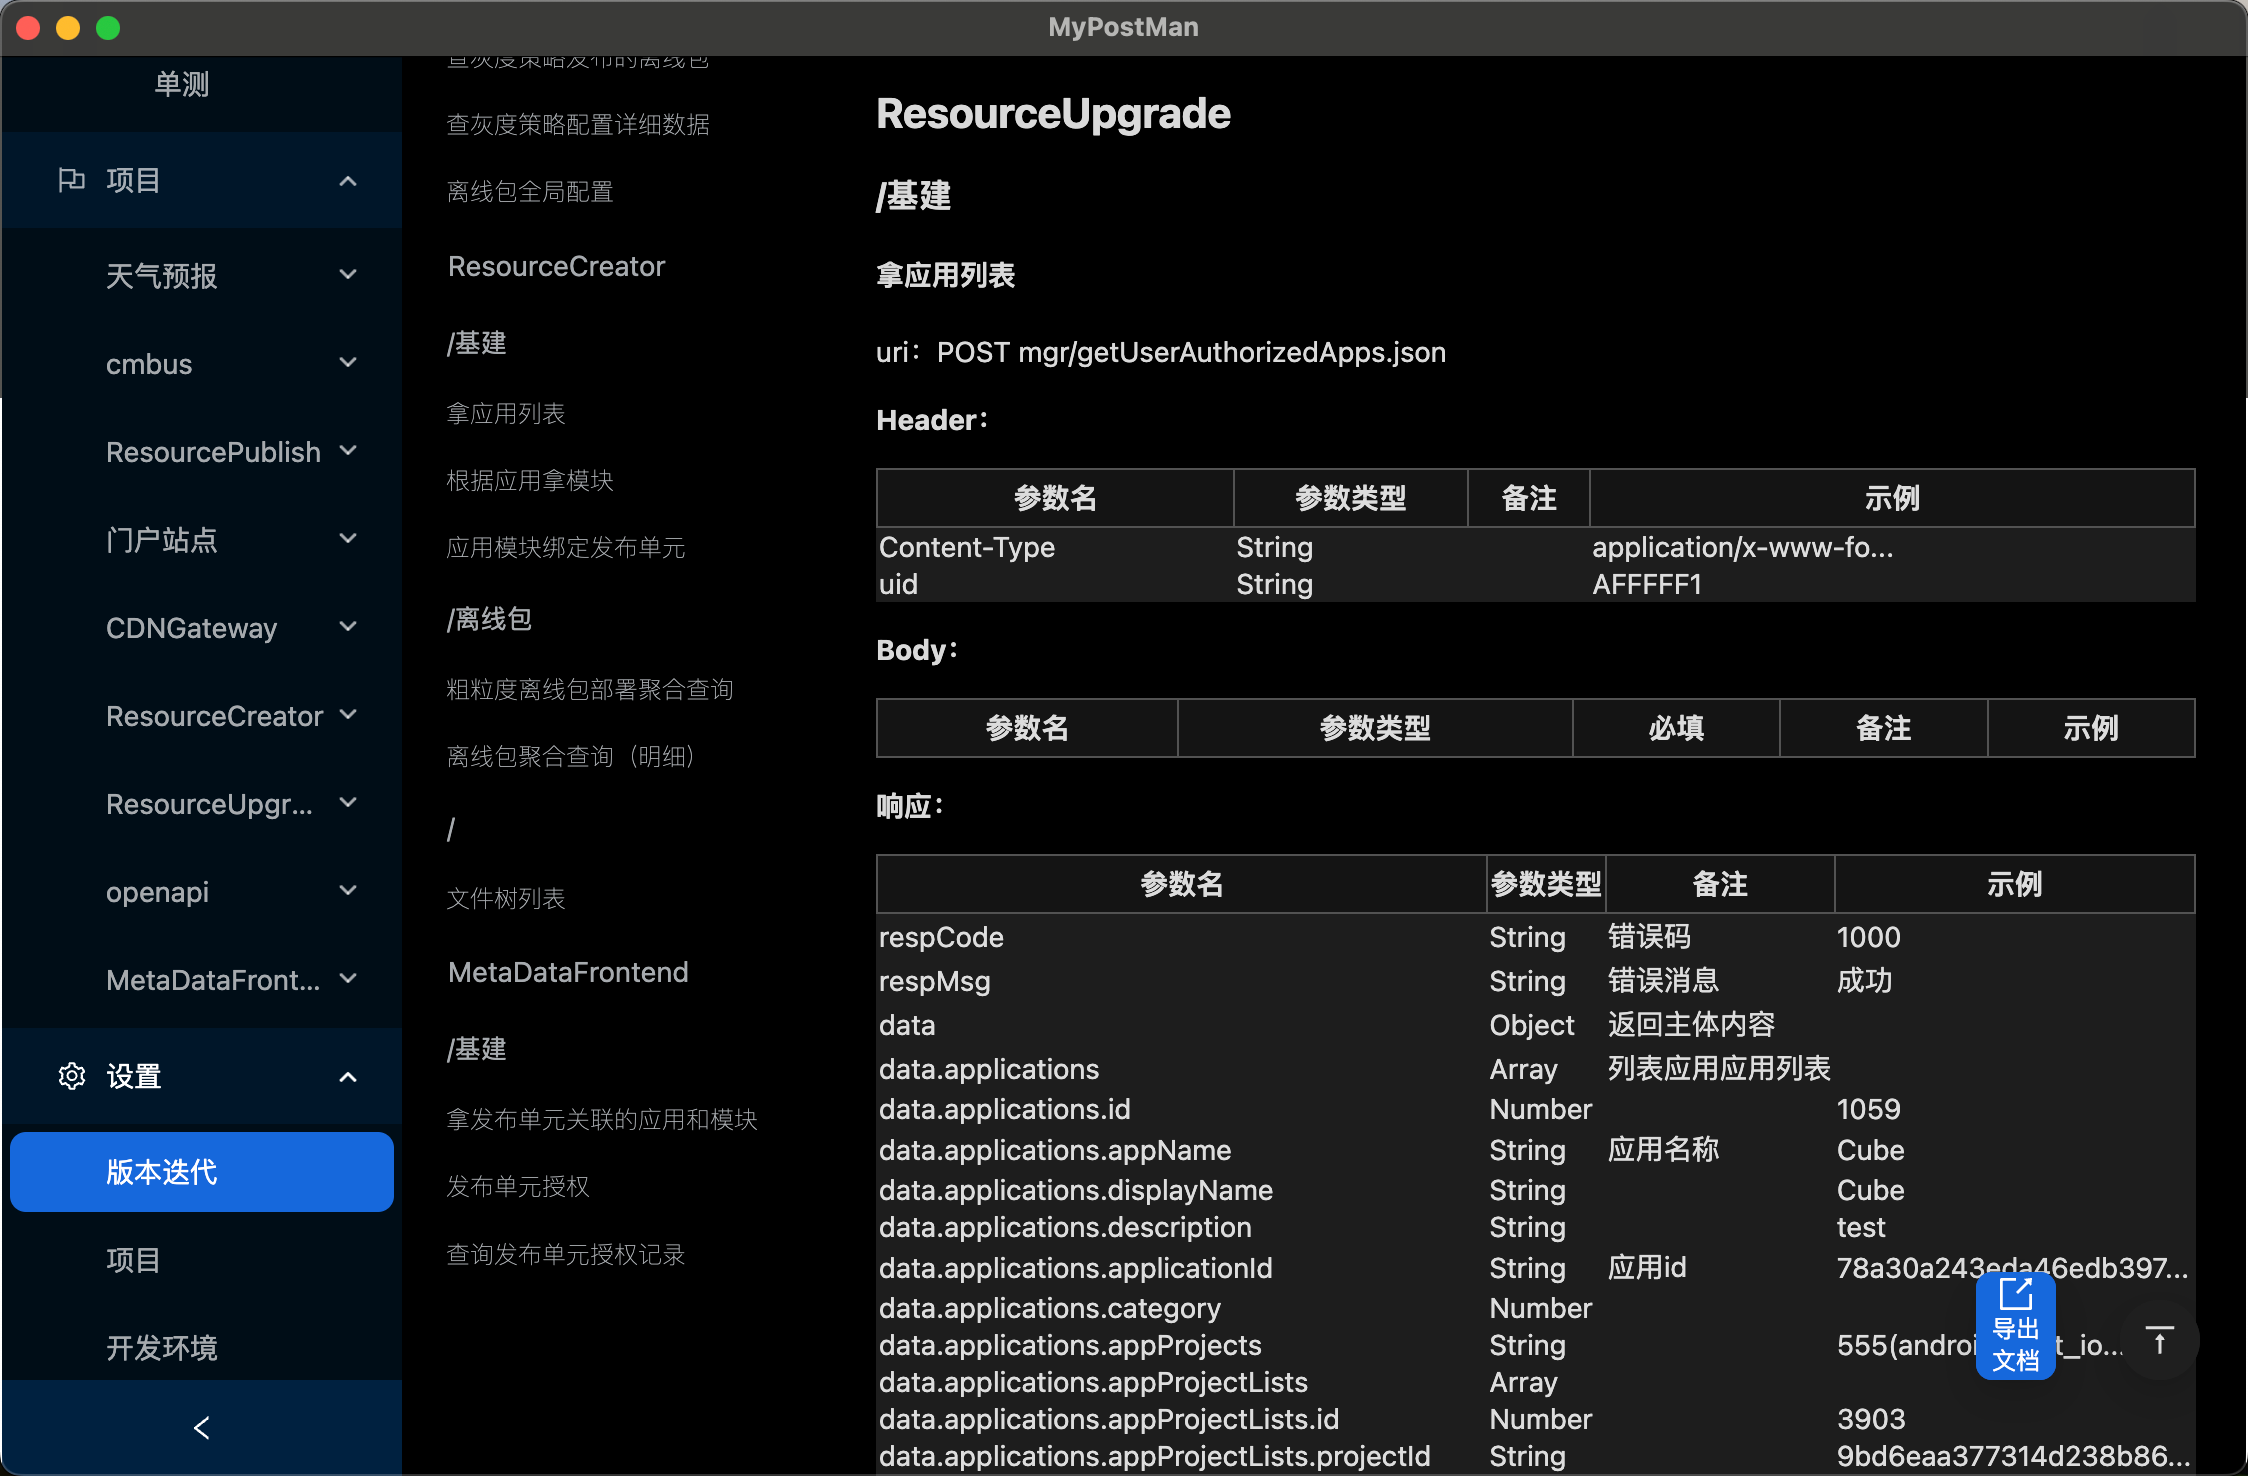 MyPostMan
单测
项目
天气预报
cmbus
ResourcePublish
门户站点
CDNGateway
ResourceCreator
ResourceUpgr...
openapi
MetaDataFront...
设置
版本迭代
项目
开发环境
查灰度策略发布的离线包
查灰度策略配置详细数据
离线包全局配置
ResourceCreator
/基建
拿应用列表
根据应用拿模块
应用模块绑定发布单元
/离线包
粗粒度离线包部署聚合查询
离线包聚合查询（明细）
/
文件树列表
MetaDataFrontend
/基建
拿发布单元关联的应用和模块
发布单元授权
查询发布单元授权记录
ResourceUpgrade
/基建
拿应用列表
uri：POST mgr/getUserAuthorizedApps.json
Header：
参数名 参数类型 备注 示例
Content-Type String application/x-www-fo...
uid String AFFFFF1
Body：
参数名 参数类型 必填 备注 示例
响应：
参数名 参数类型 备注 示例
respCode String 错误码 1000
respMsg String 错误消息 成功
data Object 返回主体内容
data.applications Array 列表应用应用列表
data.applications.id Number 1059
data.applications.appName String 应用名称 Cube
data.applications.displayName String Cube
data.applications.description String test
data.applications.applicationId String 应用id 78a30a243eda46edb397...
data.applications.category Number
data.applications.appProjects String 555(androi t_io...
data.applications.appProjectLists Array
data.applications.appProjectLists.id Number 3903
data.applications.appProjectLists.projectId String 9bd6eaa377314d238b86...
导出
文档